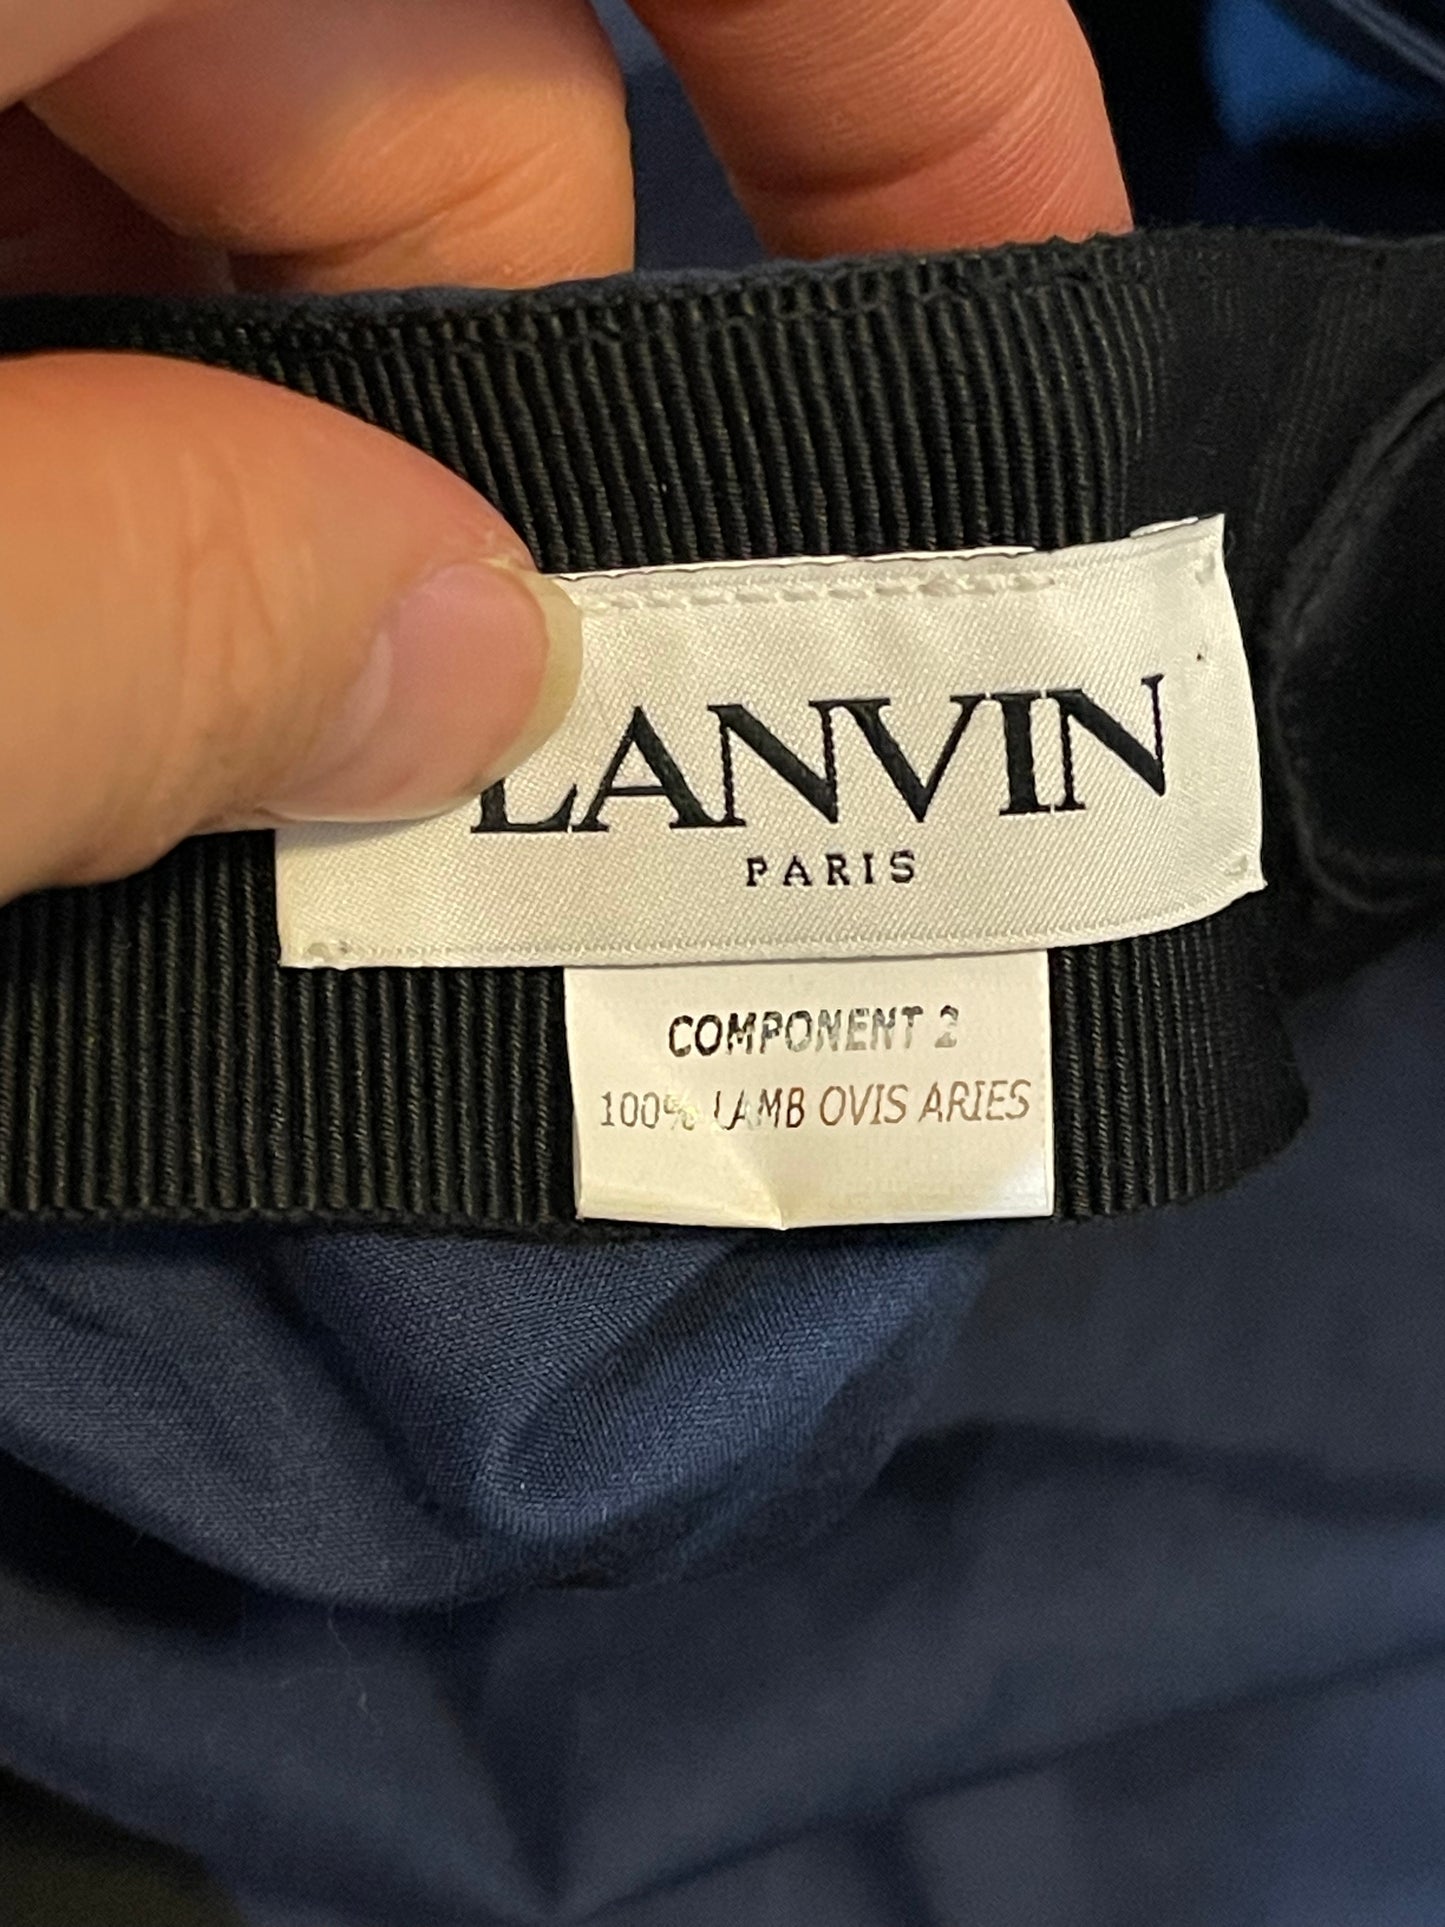 LANVIN
PARIS
COMPONENT 2
100% LAMB OVIS ARIES